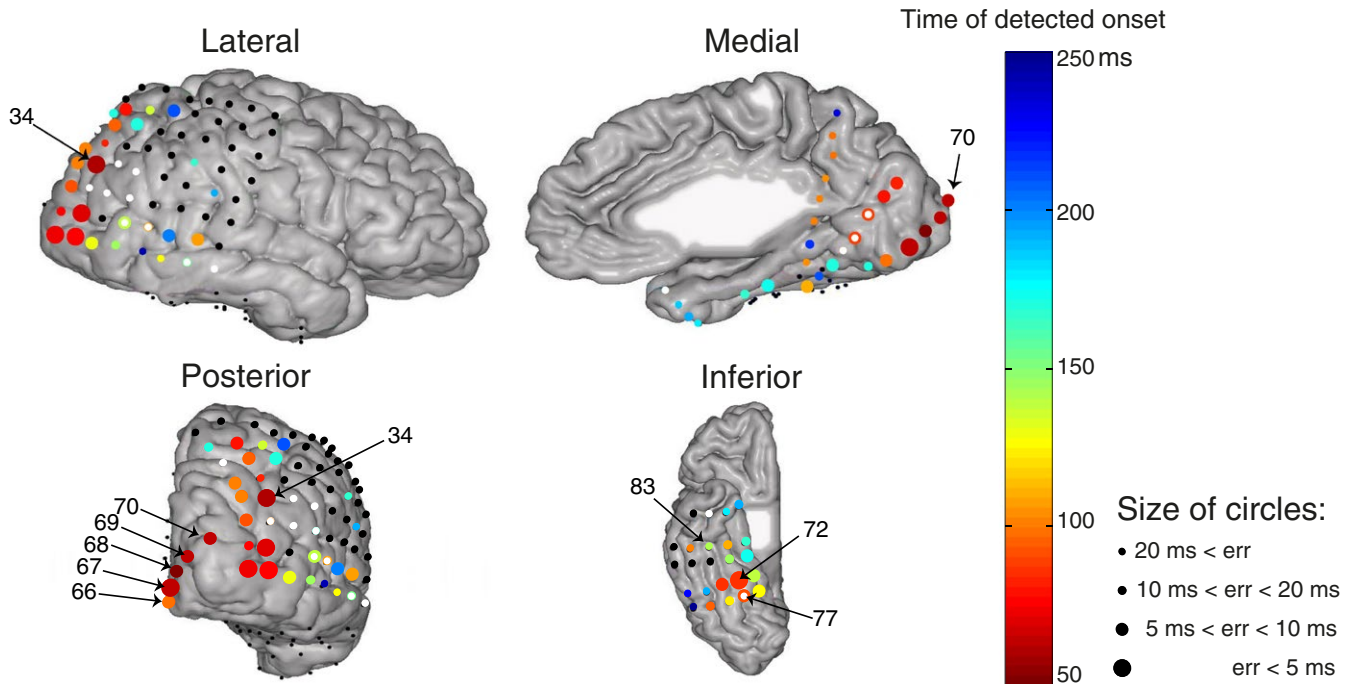 Time of detected onset
Lateral
Medial
250 ms
34
70
200
150
Posterior
Inferior
34
83
70
69
72
68
67
66
77
100
50
Size of circles:
20 ms < err
10 ms < err < 20 ms
5 ms < err < 10 ms
err < 5 ms